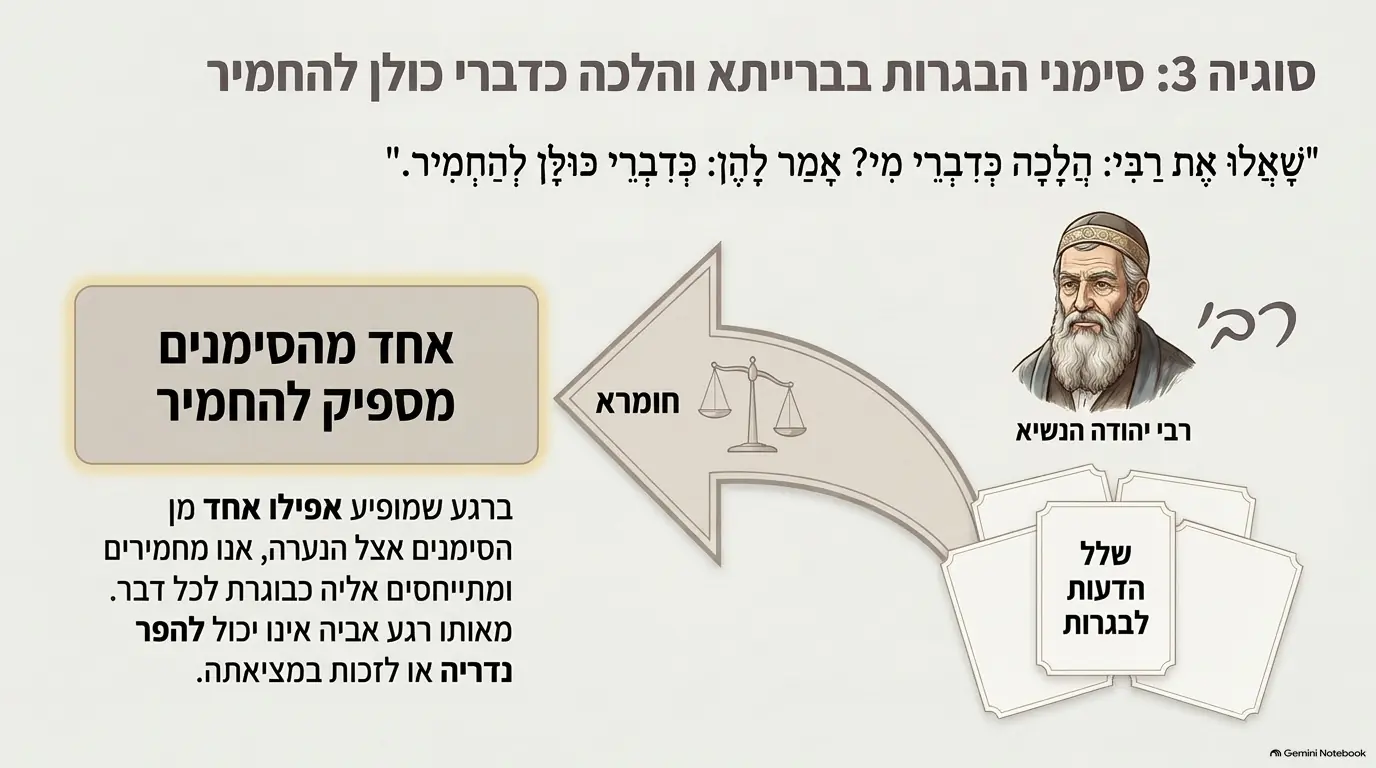 סוגיה 3: סימני הבגרות בברייתא והלכה כדברי כולן להחמיר
"שָׁאֲלוּ אֶת רַבִּי: הֲלָכָה כְּדִבְרֵי מִי? אָמַר לָהֶן: כְּדִבְרֵי כּוּלָּן לְהַחְמִיר."
רבי
רבי יהודה הנשיא
שלל
הדעות
לבגרות
חומרא
אחד מהסימנים
מספיק להחמיר
ברגע שמופיע אפילו אחד מן
הסימנים אצל הנערה, אנו מחמירים
ומתייחסים אליה כבוגרת לכל דבר.
מאותו רגע אביה אינו יכול להפר
נדריה או לזכות במציאתה.
Gemini Notebook